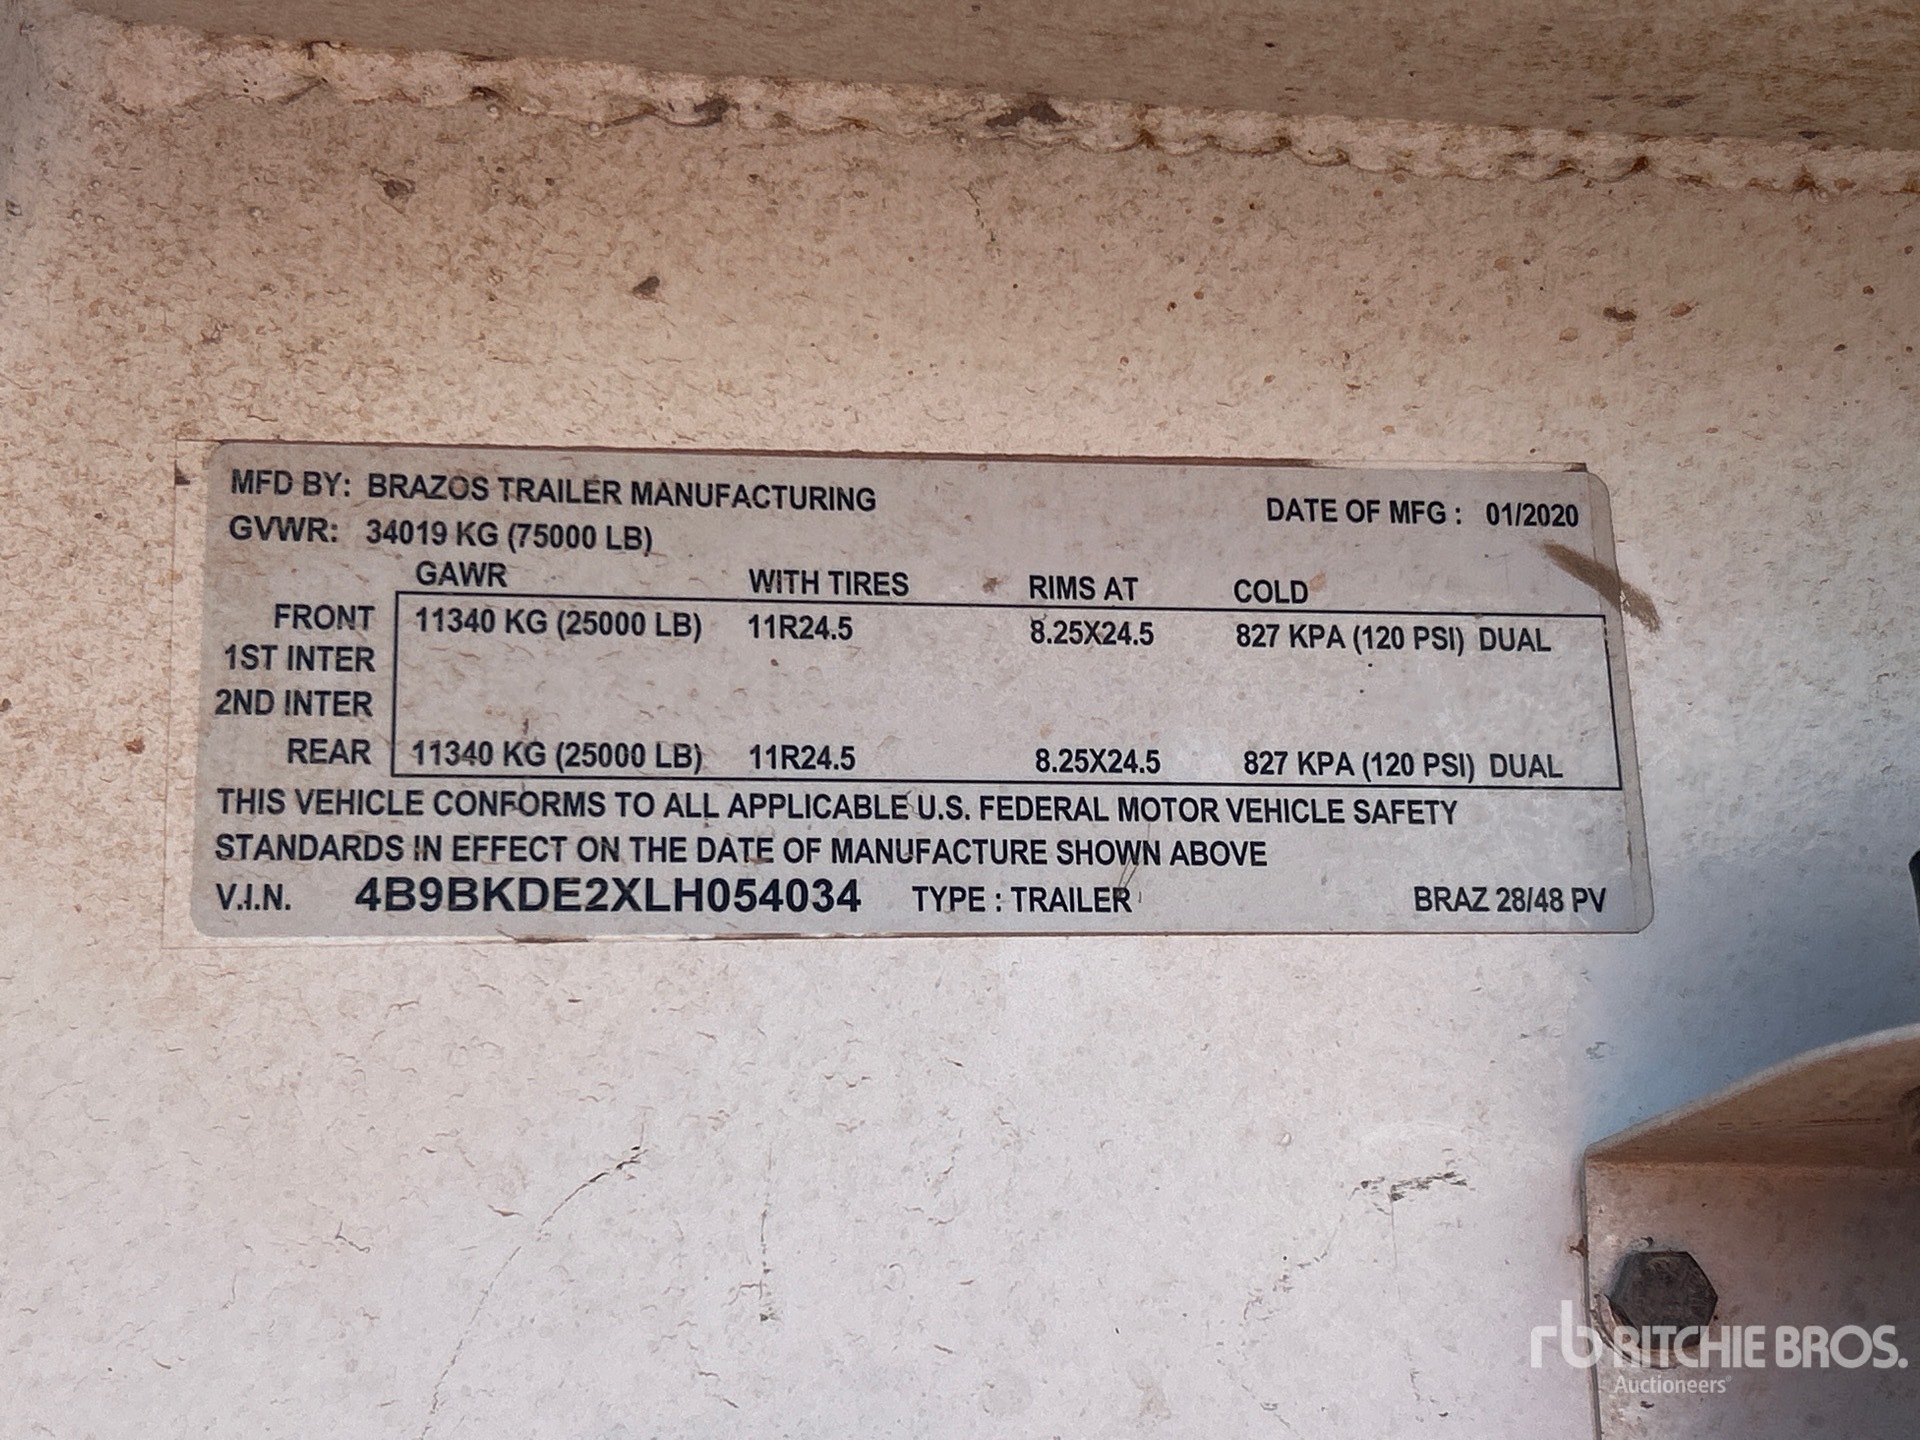 MFD BY: BRAZOS TRAILER MANUFACTURING DATE OF MFG : 01/2020
GVWR: 34019 KG (75000 LB)
GAWR WITH TIRES RIMS AT COLD
FRONT 11340 KG (25000 LB) 11R24.5 8.25X24.5 827 KPA (120 PSI) DUAL
1ST INTER
2ND INTER
REAR 11340 KG (25000 LB) 11R24.5 8.25X24.5 827 KPA (120 PSI) DUAL
THIS VEHICLE CONFORMS TO ALL APPLICABLE U.S. FEDERAL MOTOR VEHICLE SAFETY
STANDARDS IN EFFECT ON THE DATE OF MANUFACTURE SHOWN ABOVE
V.I.N. 4B9BKDE2XLH054034 TYPE : TRAILER BRAZ 28/48 PV
rb RITCHIE BROS.
Auctioneers